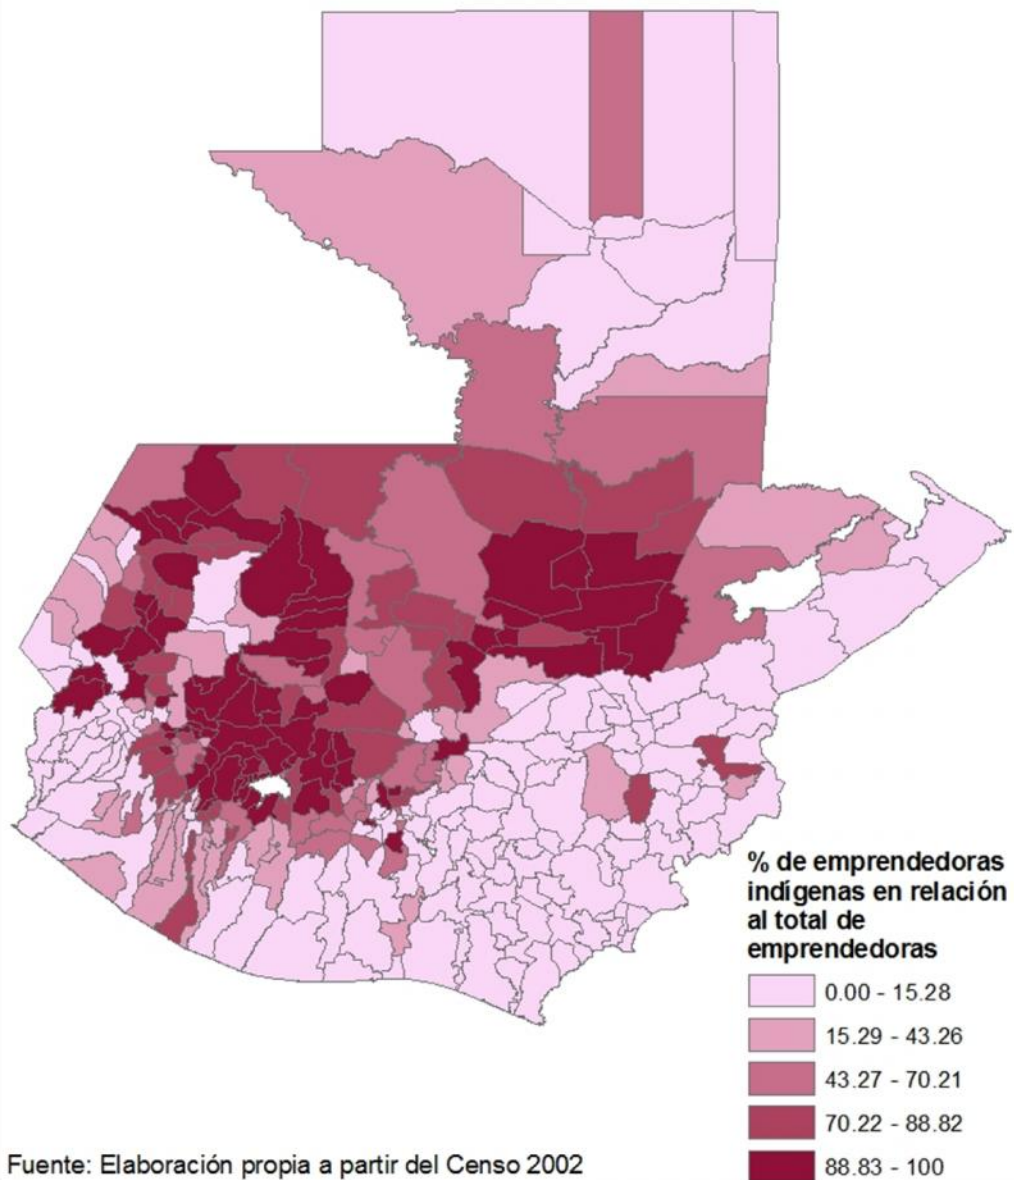 % de emprendedoras
indígenas en relación
al total de
emprendedoras
0.00 - 15.28
15.29 - 43.26
43.27 - 70.21
70.22 - 88.82
88.83 - 100
Fuente: Elaboración propia a partir del Censo 2002